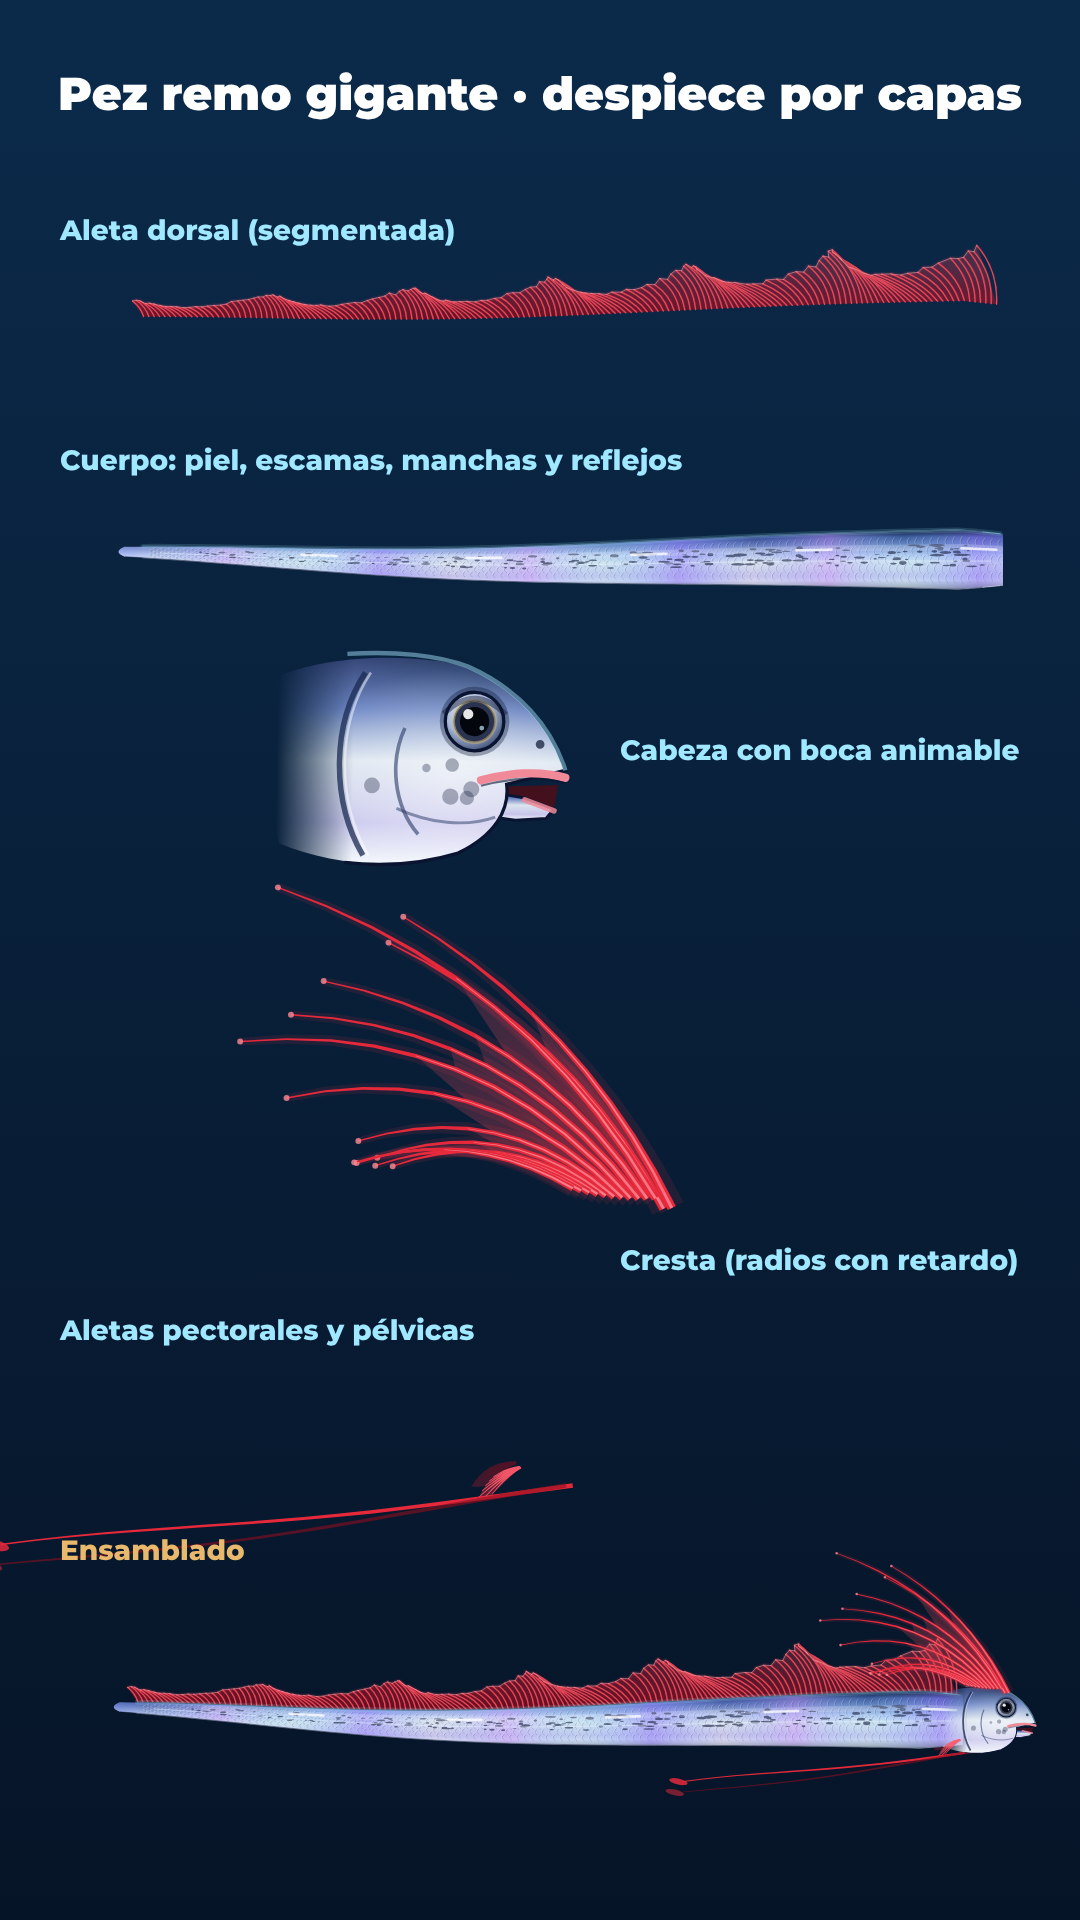 Pez remo gigante · despiece por capas
Aleta dorsal (segmentada)
Cuerpo: piel, escamas, manchas y reflejos
Cabeza con boca animable
Cresta (radios con retardo)
Aletas pectorales y pélvicas
Ensamblado